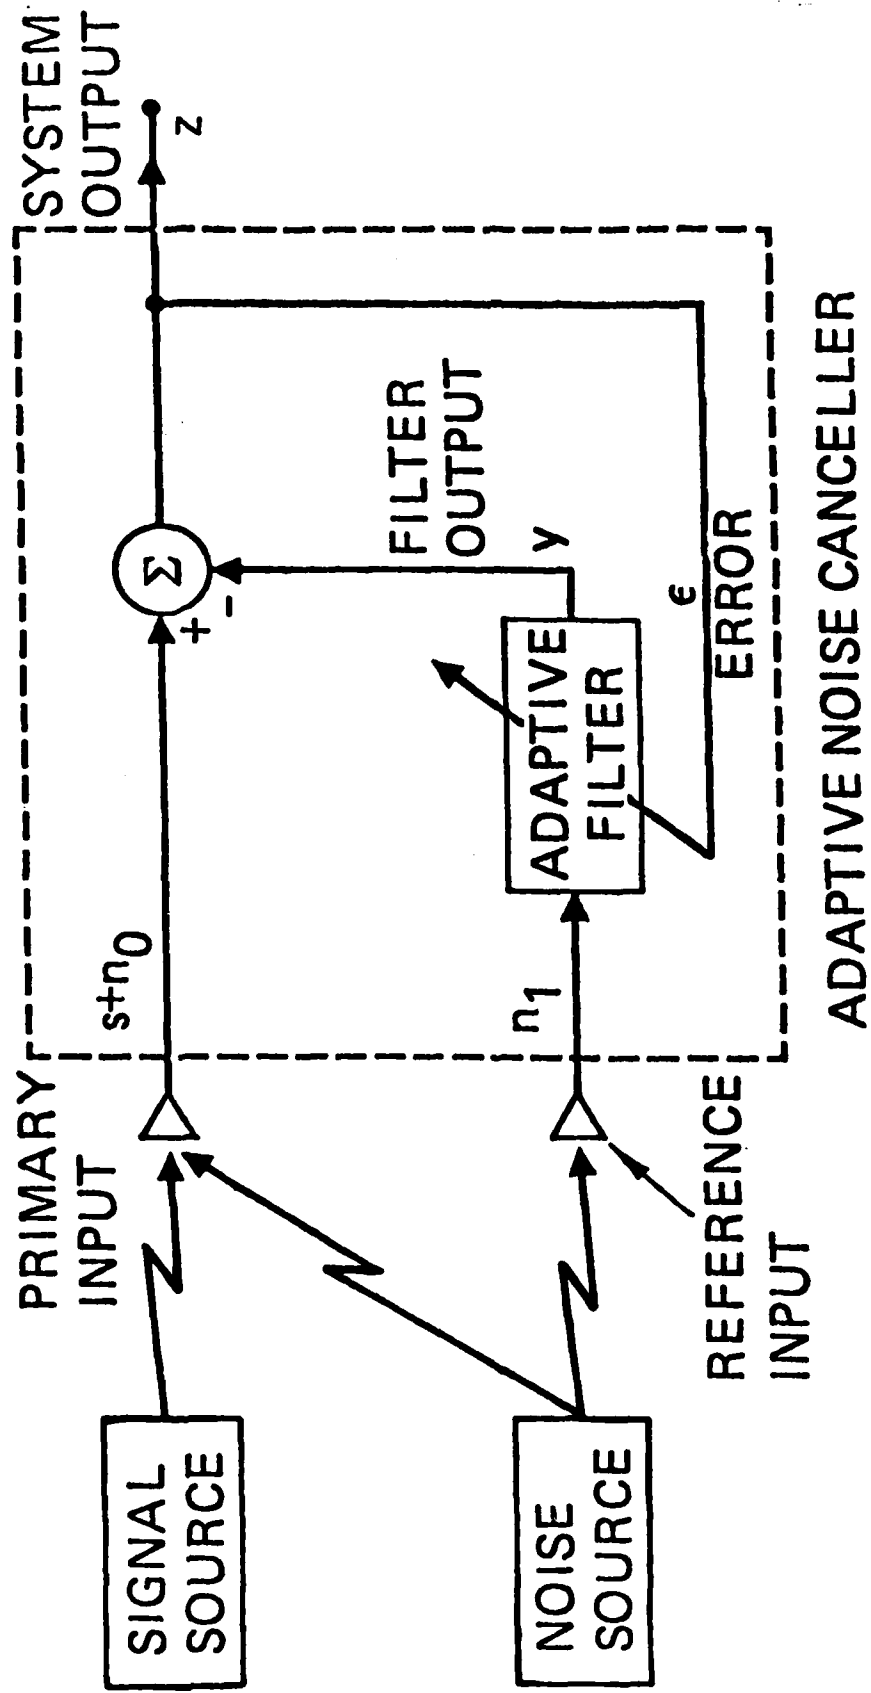 SIGNAL
SOURCE
PRIMARY
INPUT
s+n0
+
-
Σ
SYSTEM
OUTPUT
z
FILTER
OUTPUT
y
NOISE
SOURCE
REFERENCE
INPUT
n1
ADAPTIVE
FILTER
ϵ
ERROR
ADAPTIVE NOISE CANCELLER